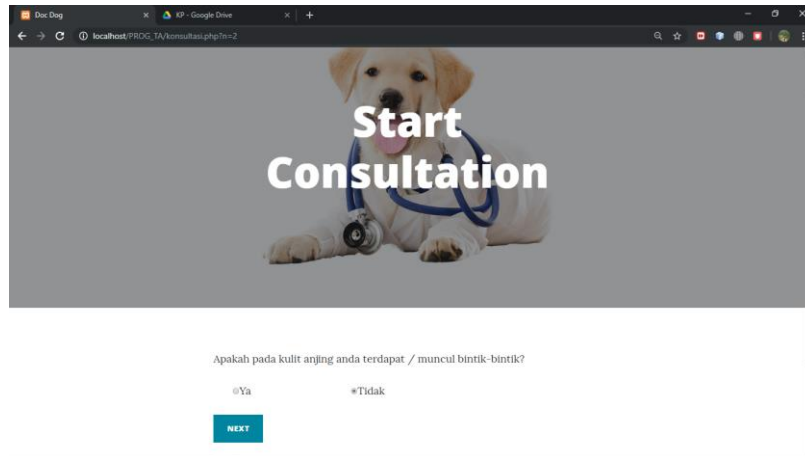 Doc Dog
KP - Google Drive
localhost/PROG_TA/konsultasi.php?n=2
Start
Consultation
Apakah pada kulit anjing anda terdapat / muncul bintik-bintik?
Ya
Tidak
NEXT